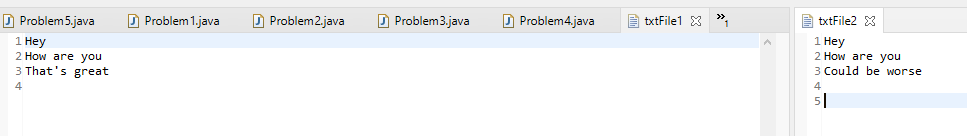 Problem5.java Problem1.java Problem2.java Problem3.java Problem4.java txtFile1 »1 txtFile2
1 Hey
2 How are you
3 That's great
4
1 Hey
2 How are you
3 Could be worse
4
5